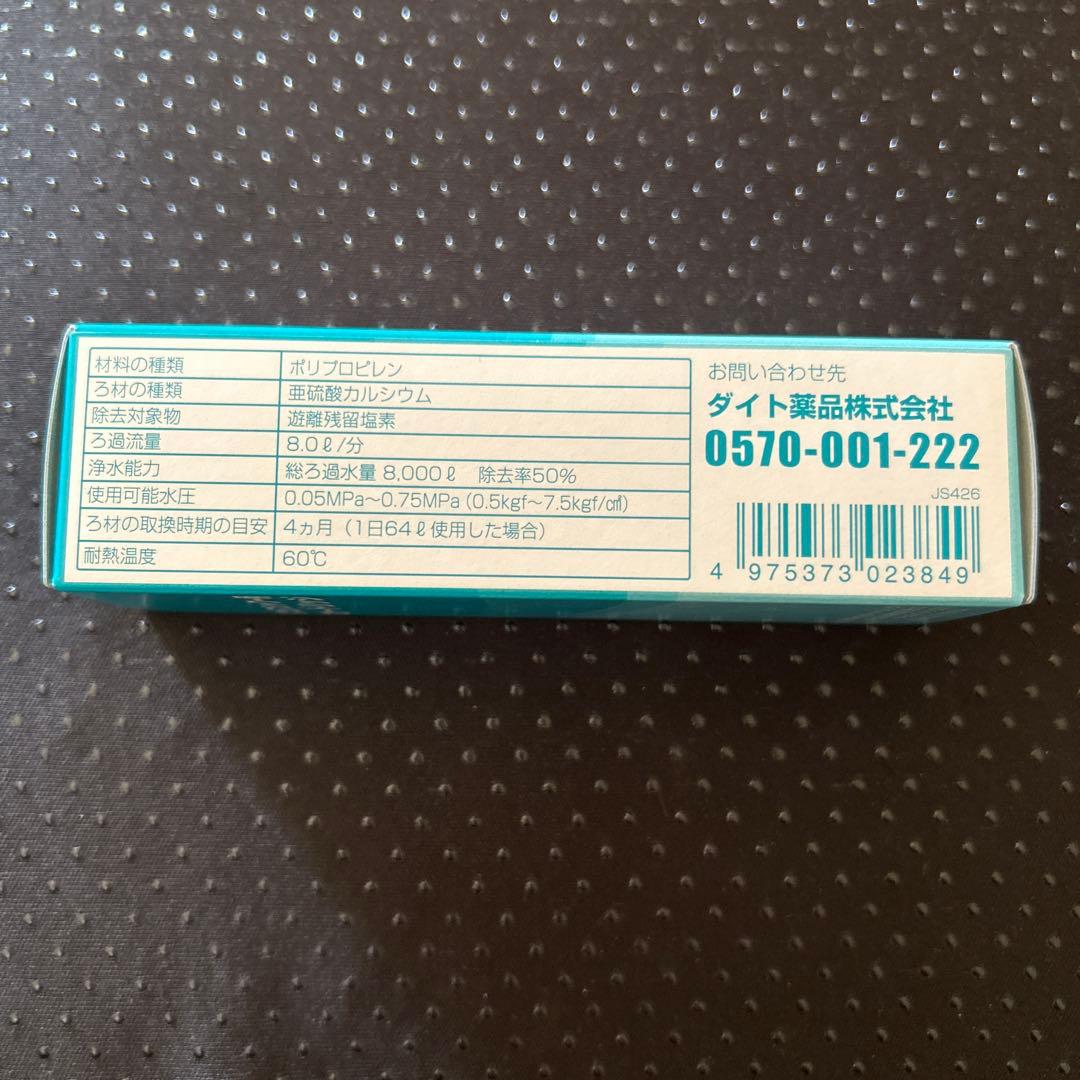 材料の種類 ポリプロピレン
ろ材の種類 亜硫酸カルシウム
除去対象物 遊離残留塩素
ろ過流量 8.0ℓ/分
浄水能力 総ろ過水量 8,000ℓ 除去率50%
使用可能水圧 0.05MPa〜0.75MPa (0.5kgf〜7.5kgf/㎠)
ろ材の取換時期の目安 4ヵ月 (1日64ℓ使用した場合)
耐熱温度 60℃
お問い合わせ先
ダイト薬品株式会社
0570-001-222
JS426
4 975373 023849